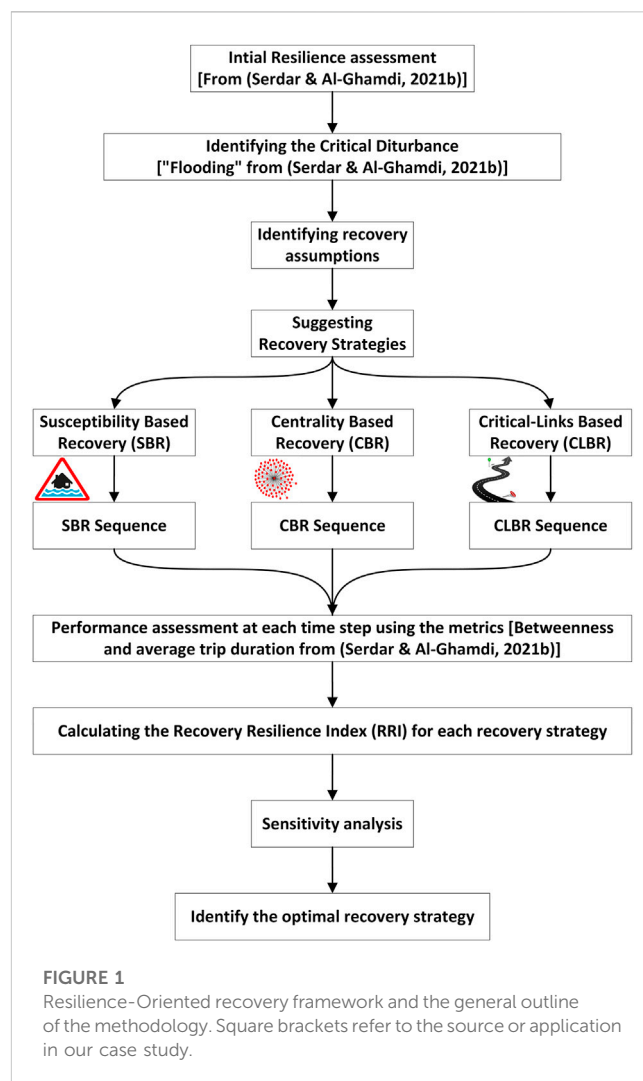 Intial Resilience assessment
[From (Serdar & Al-Ghamdi, 2021b)]
Identifying the Critical Diturbance
["Flooding" from (Serdar & Al-Ghamdi, 2021b)]
Identifying recovery
assumptions
Suggesting
Recovery Strategies
Susceptibility Based
Recovery (SBR)
Centrality Based
Recovery (CBR)
Critical-Links Based
Recovery (CLBR)
SBR Sequence
CBR Sequence
CLBR Sequence
Performance assessment at each time step using the metrics [Betweenness
and average trip duration from (Serdar & Al-Ghamdi, 2021b)]
Calculating the Recovery Resilience Index (RRI) for each recovery strategy
Sensitivity analysis
Identify the optimal recovery strategy
FIGURE 1
Resilience-Oriented recovery framework and the general outline
of the methodology. Square brackets refer to the source or application
in our case study.